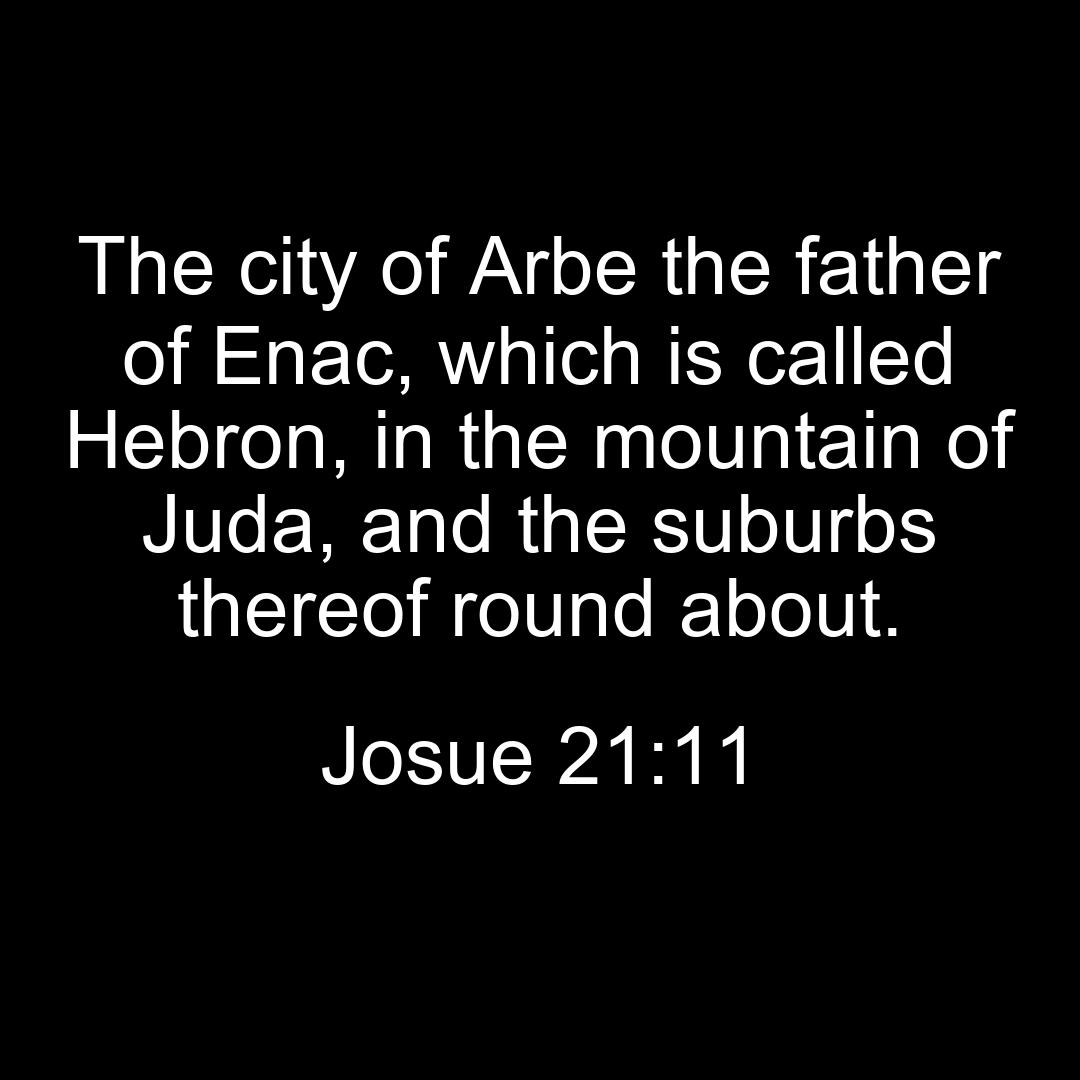 The city of Arbe the father
of Enac, which is called
Hebron, in the mountain of
Juda, and the suburbs
thereof round about.
Josue 21:11